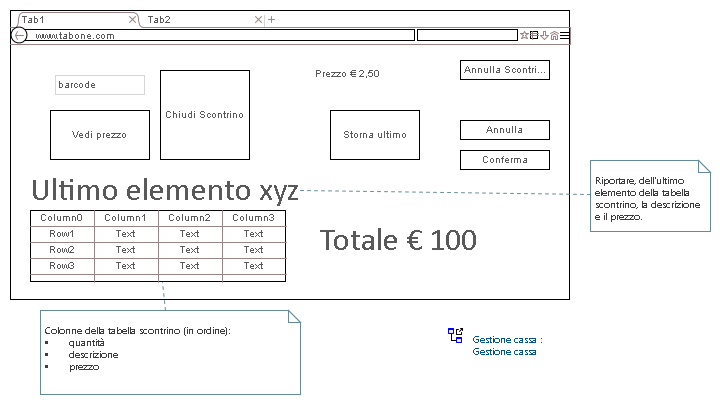 Tab1
Tab2
www.tabone.com
barcode
Vedi prezzo
Chiudi Scontrino
Prezzo € 2,50
Storna ultimo
Annulla Scontri...
Annulla
Conferma
Ultimo elemento xyz
Column0 Column1 Column2 Column3
Row1 Text Text Text
Row2 Text Text Text
Row3 Text Text Text
Totale € 100
Riportare, dell'ultimo
elemento della tabella
scontrino, la descrizione
e il prezzo.
Colonne della tabella scontrino (in ordine):
• quantità
• descrizione
• prezzo
Gestione cassa :
Gestione cassa